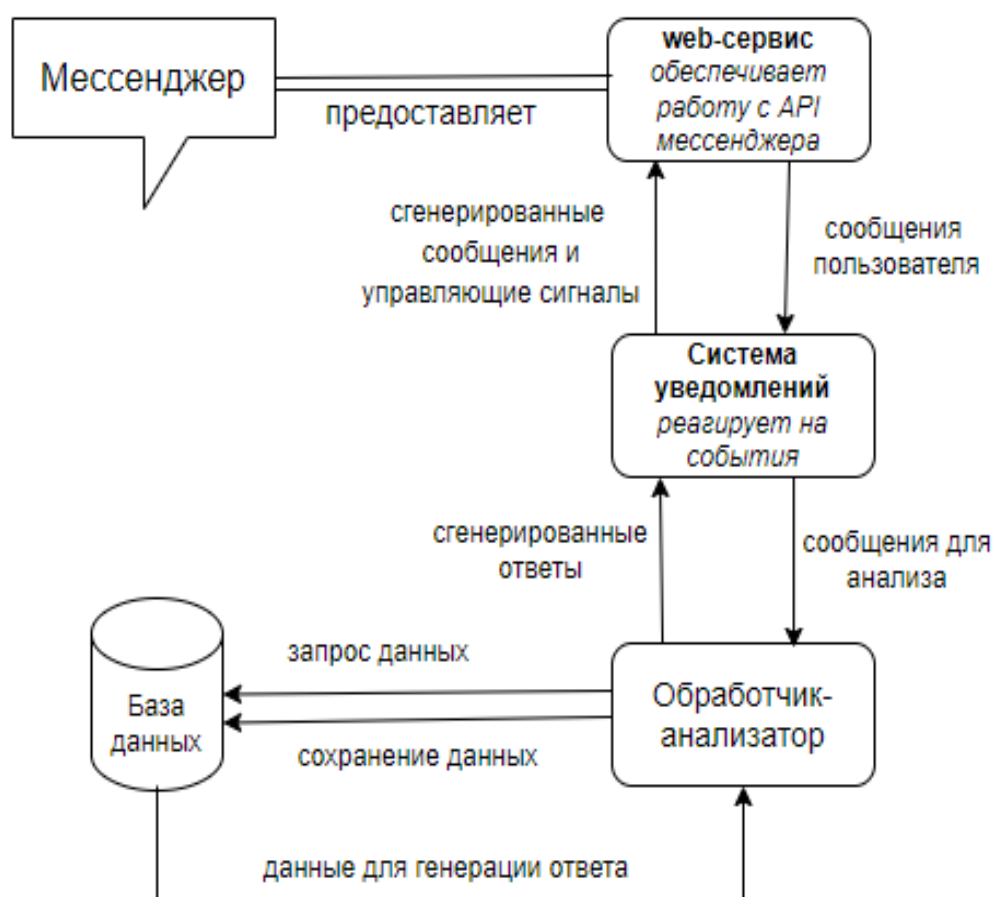 Мессенджер
предоставляет
web-сервис
обеспечивает
работу с API
мессенджера
сгенерированные
сообщения и
управляющие сигналы
сообщения
пользователя
Система
уведомлений
реагирует на
события
сгенерированные
ответы
сообщения для
анализа
База
данных
запрос данных
сохранение данных
Обработчик-
анализатор
данные для генерации ответа